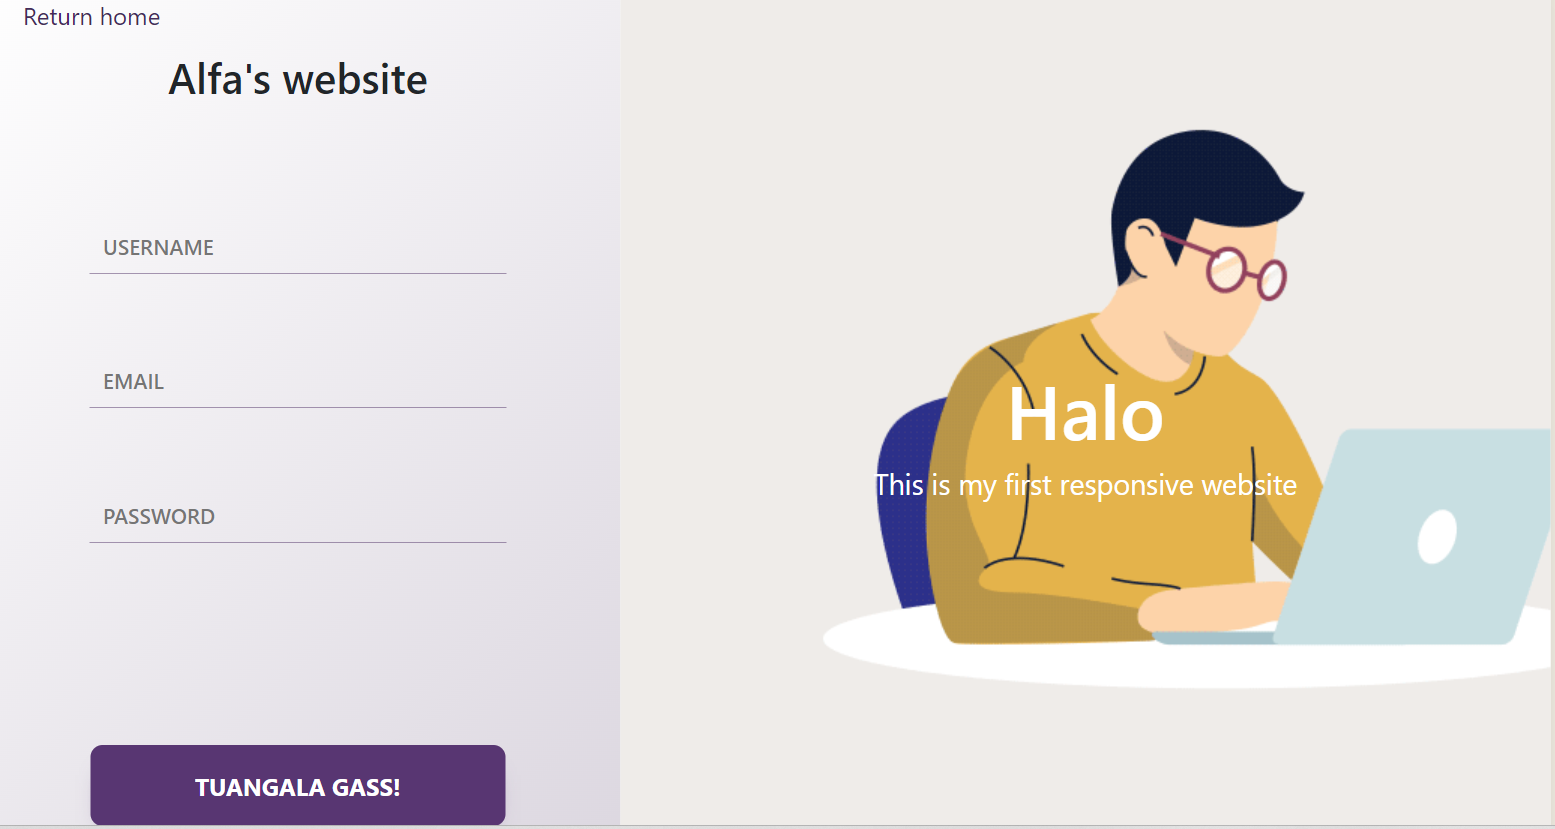 Return home
Alfa's website
USERNAME
EMAIL
PASSWORD
TUANGALA GASS!
Halo
This is my first responsive website